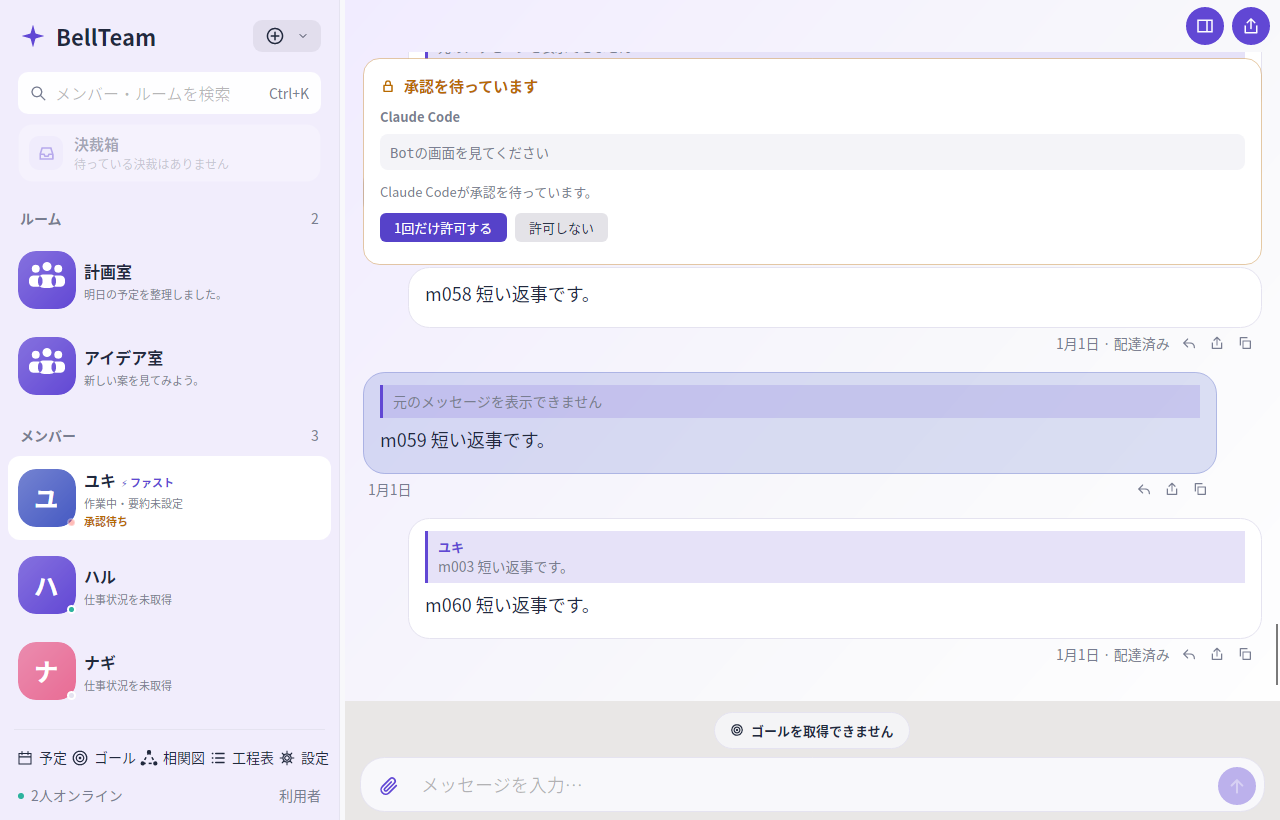 BellTeam
メンバー・ルームを検索
Ctrl+K
決裁箱
待っている決裁はありません
ルーム
2
計画室
明日の予定を整理しました。
アイデア室
新しい案を見てみよう。
メンバー
3
ユ
ユキ ⚡ファスト
作業中・要約未設定
承認待ち
ハ
ハル
仕事状況を未取得
ナ
ナギ
仕事状況を未取得
予定 ゴール 相関図 工程表 設定
2人オンライン
利用者
承認を待っています
Claude Code
Botの画面を見てください
Claude Codeが承認を待っています。
1回だけ許可する 許可しない
m058 短い返事です。
1月1日 · 配達済み
元のメッセージを表示できません
m059 短い返事です。
1月1日
ユキ
m003 短い返事です。
m060 短い返事です。
1月1日 · 配達済み
ゴールを取得できません
メッセージを入力…